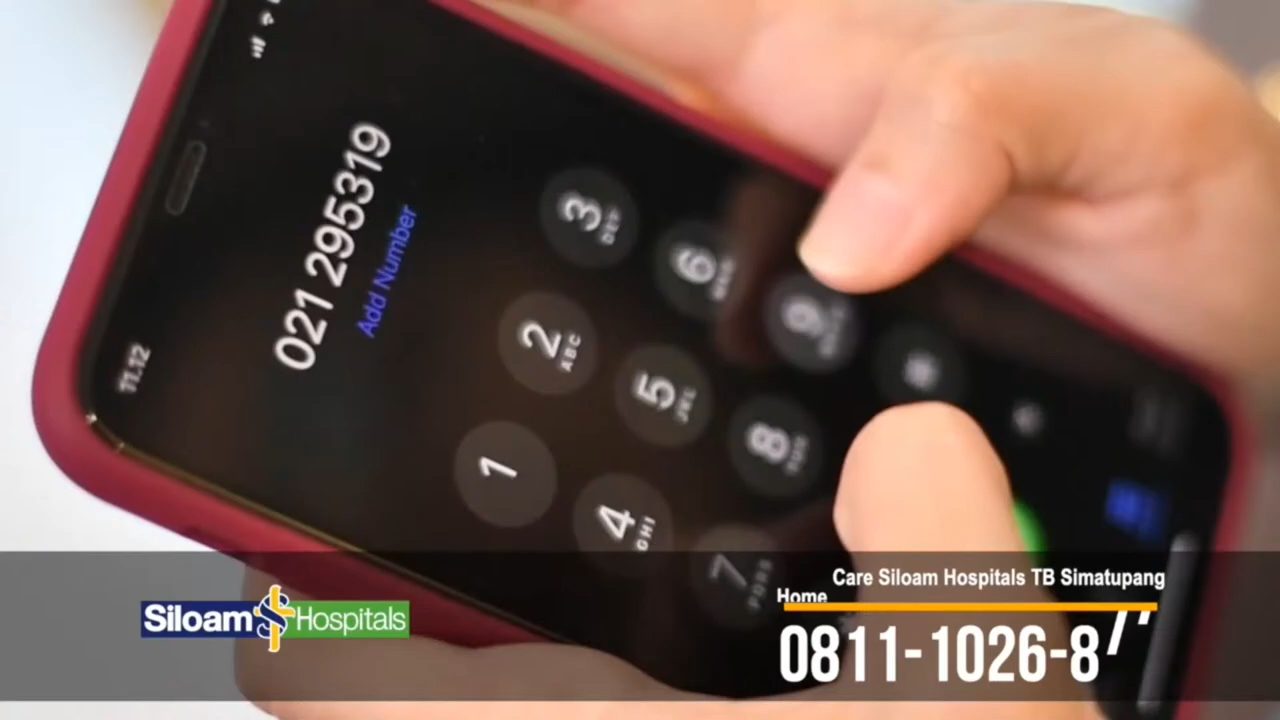 11.12
021 295319
Add Number
1
2
ABC
3
DEF
4
GHI
5
JKL
6
8
TUV
9
7
PQRS
Siloam Hospitals
Care Siloam Hospitals TB Simatupang
Home
0811-1026-8